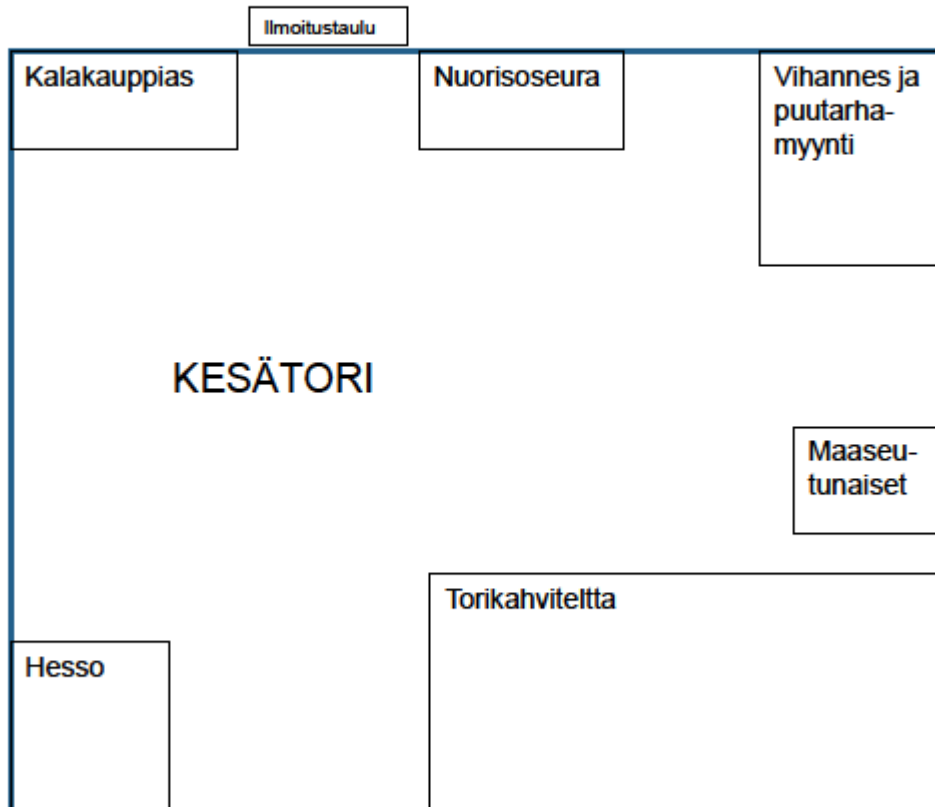 Ilmoitustaulu
Kalakauppias
Nuorisoseura
Vihannes ja
puutarha-
myynti
KESÄTORI
Maaseu-
tunaiset
Torikahviteltta
Hesso